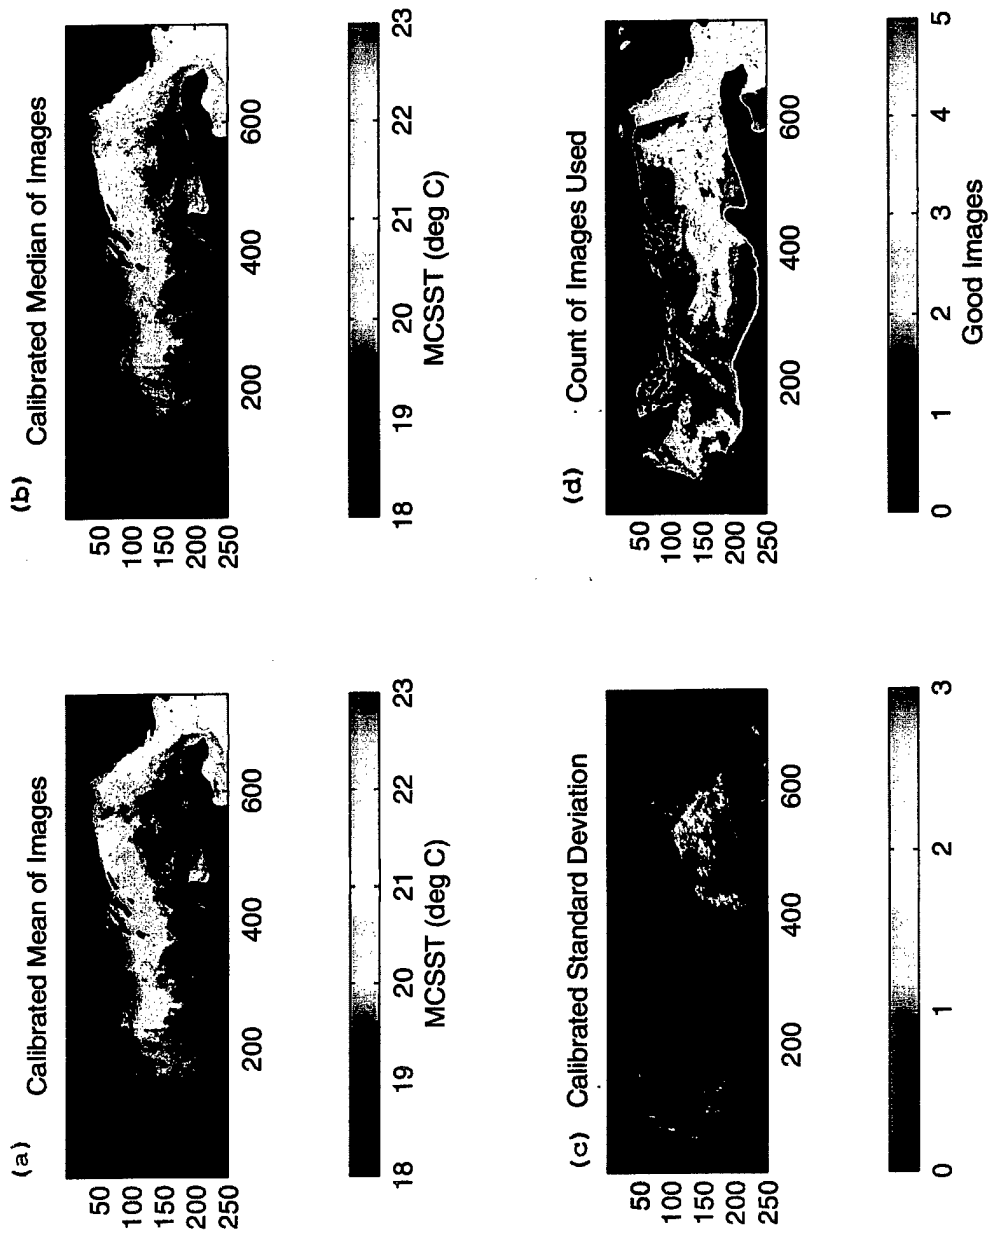 (a) Calibrated Mean of Images
50
100
150
200
250
200 400 600
18 19 20 21 22 23
MCSST (deg C)
(b) Calibrated Median of Images
50
100
150
200
250
200 400 600
18 19 20 21 22 23
MCSST (deg C)
(c) Calibrated Standard Deviation
50
100
150
200
250
200 400 600
0 1 2 3
(d) Count of Images Used
50
100
150
200
250
200 400 600
0 1 2 3 4 5
Good Images